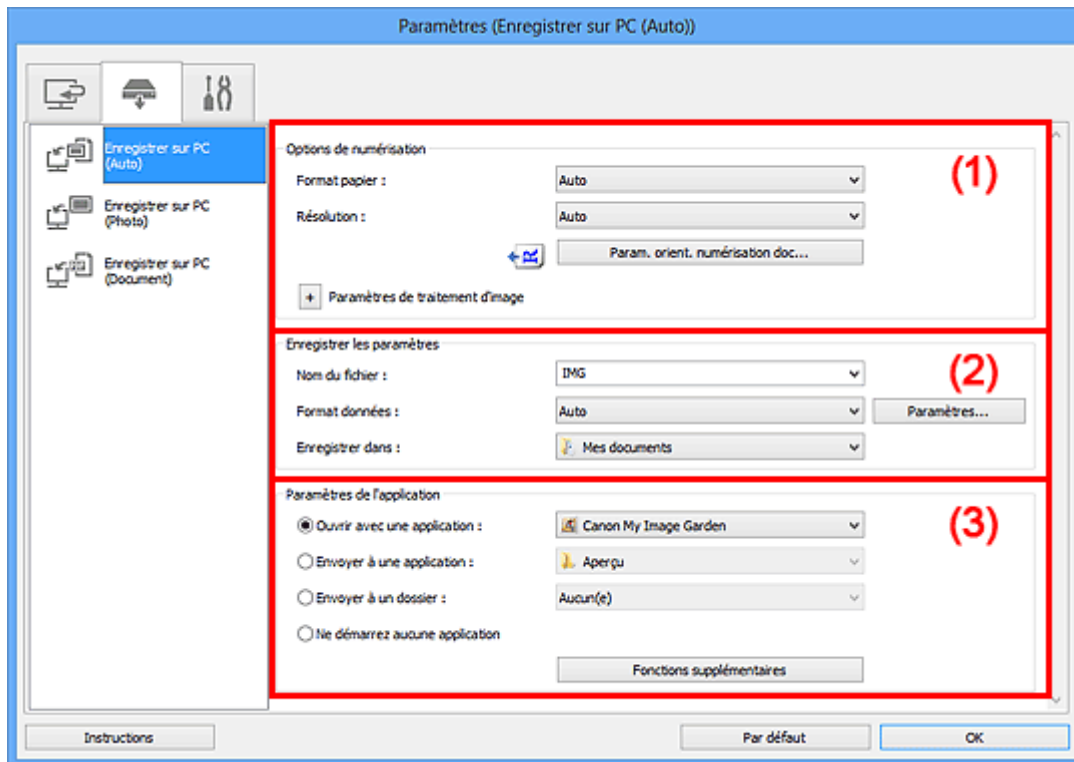 Paramètres (Enregistrer sur PC (Auto))
Enregistrer sur PC
(Auto)
Enregistrer sur PC
(Photo)
Enregistrer sur PC
(Document)
Options de numérisation
(1)
Format papier :
Auto
Résolution :
Auto
Param. orient. numérisation doc...
+ Paramètres de traitement d'image
Enregistrer les paramètres
(2)
Nom du fichier :
IMG
Format données :
Auto
Paramètres...
Enregistrer dans :
Mes documents
Paramètres de l'application
(3)
Ouvrir avec une application :
Canon My Image Garden
Envoyer à une application :
Aperçu
Envoyer à un dossier :
Aucun(e)
Ne démarrez aucune application
Fonctions supplémentaires
Instructions
Par défaut
OK